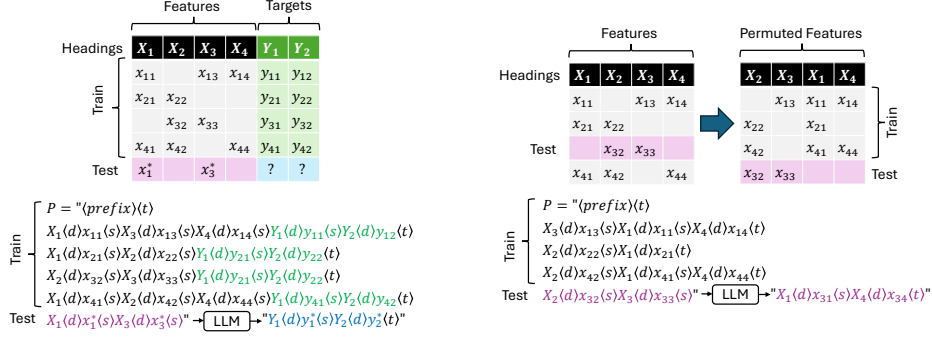 Features Targets
Headings X₁ X₂ X₃ X₄ Y₁ Y₂
x₁₁ x₁₃ x₁₄ y₁₁ y₁₂
x₂₁ x₂₂ y₂₁ y₂₂
x₃₂ x₃₃ y₃₁ y₃₂
x₄₁ x₄₂ x₄₄ y₄₁ y₄₂
Train
Test x₁* x₃* ? ?
P = "⟨prefix⟩⟨t⟩
X₁⟨d⟩x₁₁⟨s⟩X₃⟨d⟩x₁₃⟨s⟩X₄⟨d⟩x₁₄⟨s⟩Y₁⟨d⟩y₁₁⟨s⟩Y₂⟨d⟩y₁₂⟨t⟩
X₁⟨d⟩x₂₁⟨s⟩X₂⟨d⟩x₂₂⟨s⟩Y₁⟨d⟩y₂₁⟨s⟩Y₂⟨d⟩y₂₂⟨t⟩
X₂⟨d⟩x₃₂⟨s⟩X₃⟨d⟩x₃₃⟨s⟩Y₁⟨d⟩y₂₁⟨s⟩Y₂⟨d⟩y₂₂⟨t⟩
X₁⟨d⟩x₄₁⟨s⟩X₂⟨d⟩x₄₂⟨s⟩X₄⟨d⟩x₄₄⟨s⟩Y₁⟨d⟩y₄₁⟨s⟩Y₂⟨d⟩y₄₂⟨t⟩
Train
Test X₁⟨d⟩x₁*⟨s⟩X₃⟨d⟩x₃*⟨s⟩" LLM "Y₁⟨d⟩y₁*⟨s⟩Y₂⟨d⟩y₂*⟨t⟩"
Features
Headings X₁ X₂ X₃ X₄
x₁₁ x₁₃ x₁₄
x₂₁ x₂₂
Test x₃₂ x₃₃
x₄₁ x₄₂ x₄₄
Permuted Features
X₂ X₃ X₁ X₄
x₁₃ x₁₁ x₁₄
x₂₂ x₂₁
x₄₂ x₄₁ x₄₄
Train
x₃₂ x₃₃ Test
P = "⟨prefix⟩⟨t⟩
X₃⟨d⟩x₁₃⟨s⟩X₁⟨d⟩x₁₁⟨s⟩X₄⟨d⟩x₁₄⟨t⟩
X₂⟨d⟩x₂₂⟨s⟩X₁⟨d⟩x₂₁⟨t⟩
X₂⟨d⟩x₄₂⟨s⟩X₁⟨d⟩x₄₁⟨s⟩X₄⟨d⟩x₄₄⟨t⟩
Train
Test X₂⟨d⟩x₃₂⟨s⟩X₃⟨d⟩x₃₃⟨s⟩" LLM "X₁⟨d⟩x₃₁⟨s⟩X₄⟨d⟩x₃₄⟨t⟩"